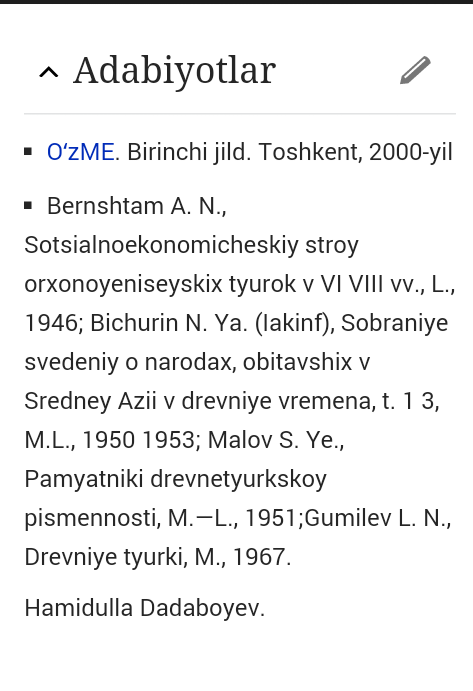 Adabiyotlar
OʻzME. Birinchi jild. Toshkent, 2000-yil
Bernshtam A. N.,
Sotsialnoekonomicheskiy stroy
orxonoyeniseyskix tyurok v VI VIII vv., L.,
1946; Bichurin N. Ya. (Iakinf), Sobraniye
svedeniy o narodax, obitavshix v
Sredney Azii v drevniye vremena, t. 1 3,
M.L., 1950 1953; Malov S. Ye.,
Pamyatniki drevnetyurkskoy
pismennosti, M.—L., 1951;Gumilev L. N.,
Drevniye tyurki, M., 1967.
Hamidulla Dadaboyev.